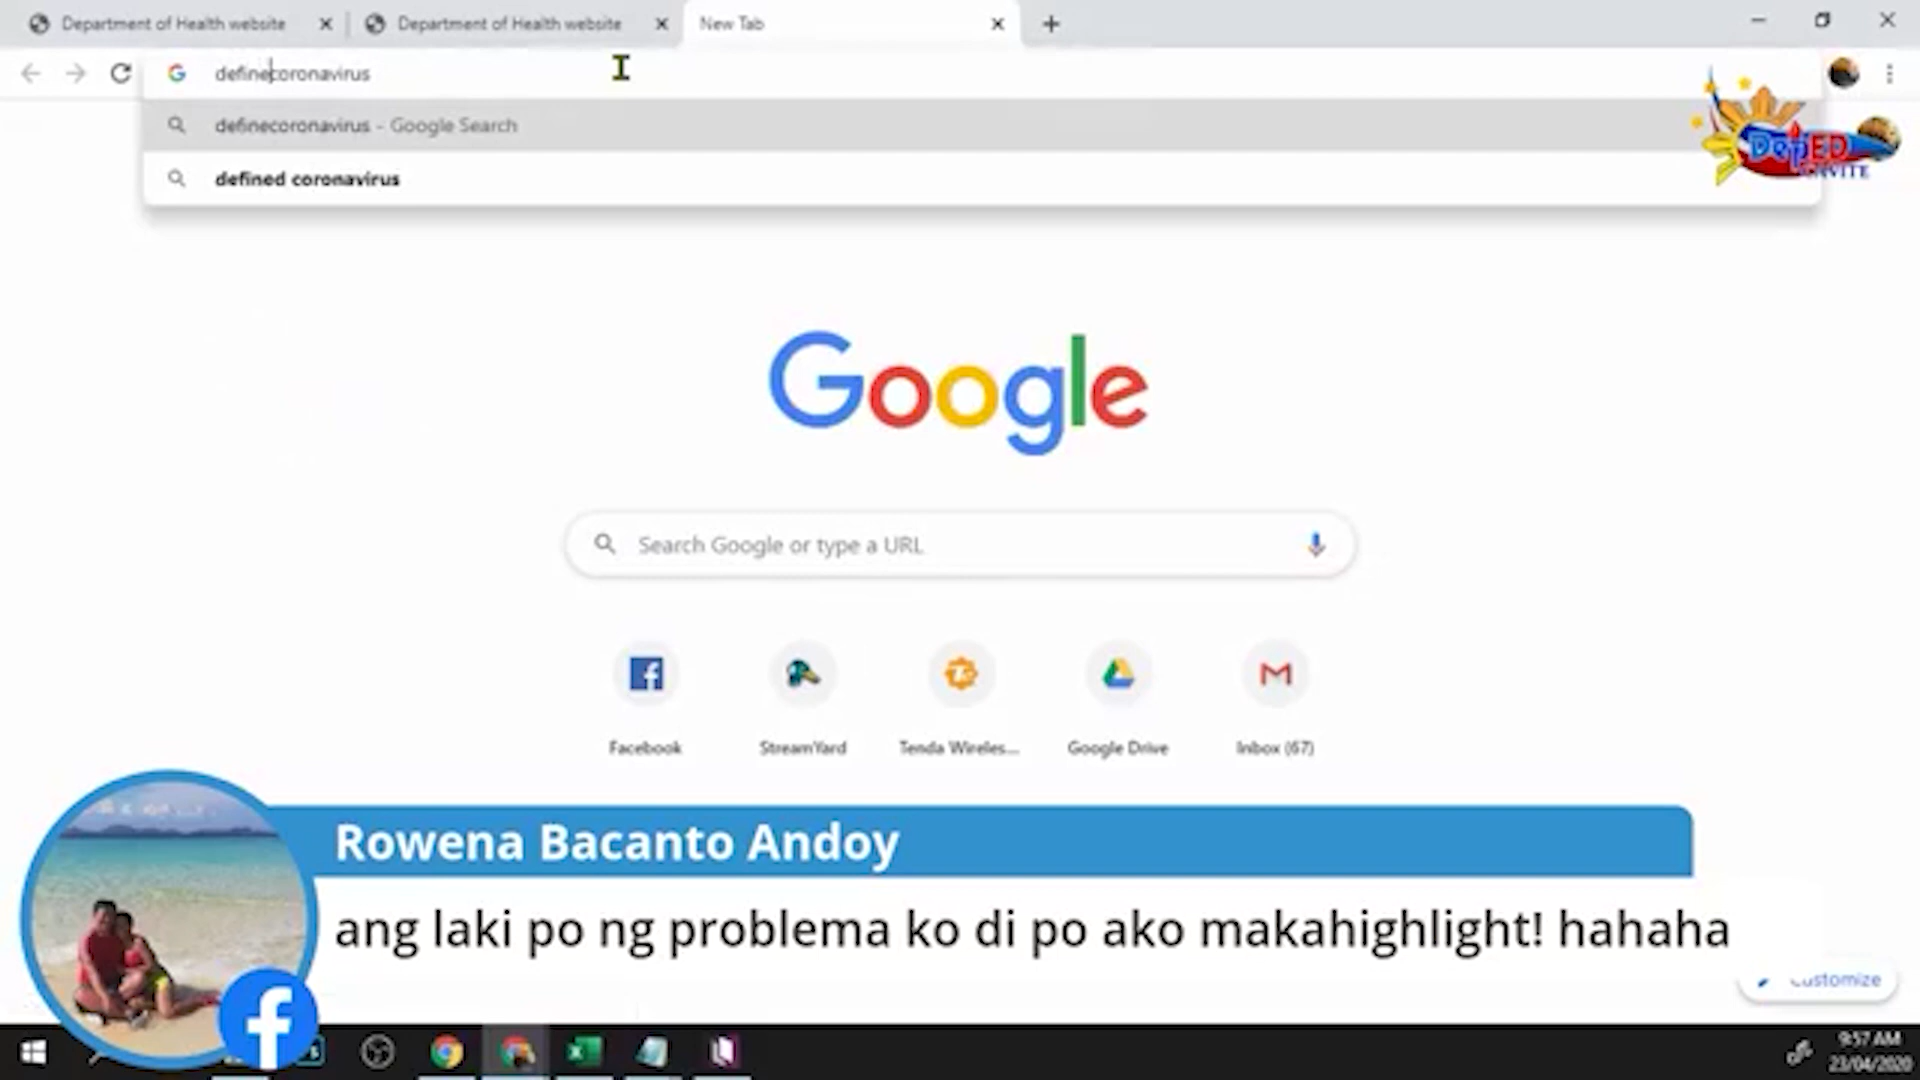 Department of Health website
Department of Health website
New Tab
definecoronavirus
definecoronavirus - Google Search
defined coronavirus
DepED
CAVITE
Google
Search Google or type a URL
Facebook
StreamYard
Tenda Wireles...
Google Drive
Inbox (67)
Rowena Bacanto Andoy
ang laki po ng problema ko di po ako makahighlight! hahaha
Customize
9:57 AM
23/04/2020